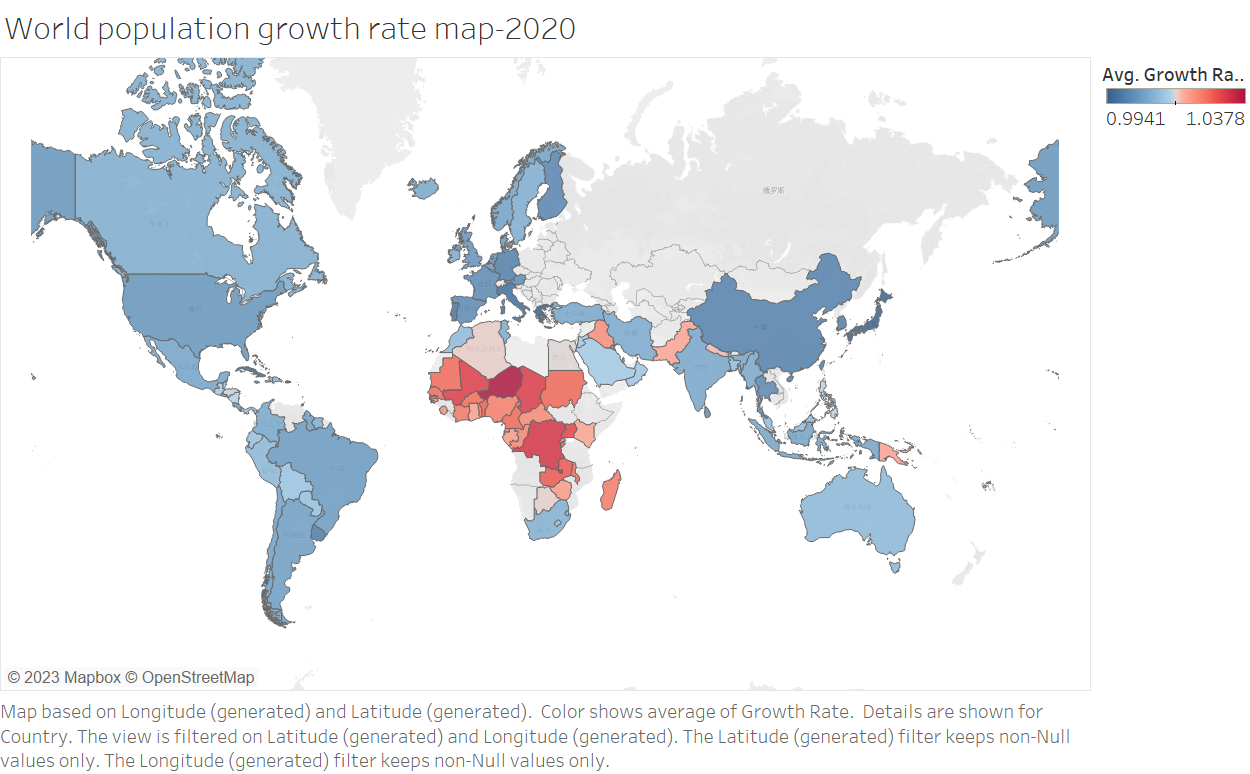 World population growth rate map-2020
Avg. Growth Ra..
0.9941 1.0378
俄罗斯
© 2023 Mapbox © OpenStreetMap
Map based on Longitude (generated) and Latitude (generated).  Color shows average of Growth Rate.  Details are shown for
Country. The view is filtered on Latitude (generated) and Longitude (generated). The Latitude (generated) filter keeps non-Null
values only. The Longitude (generated) filter keeps non-Null values only.